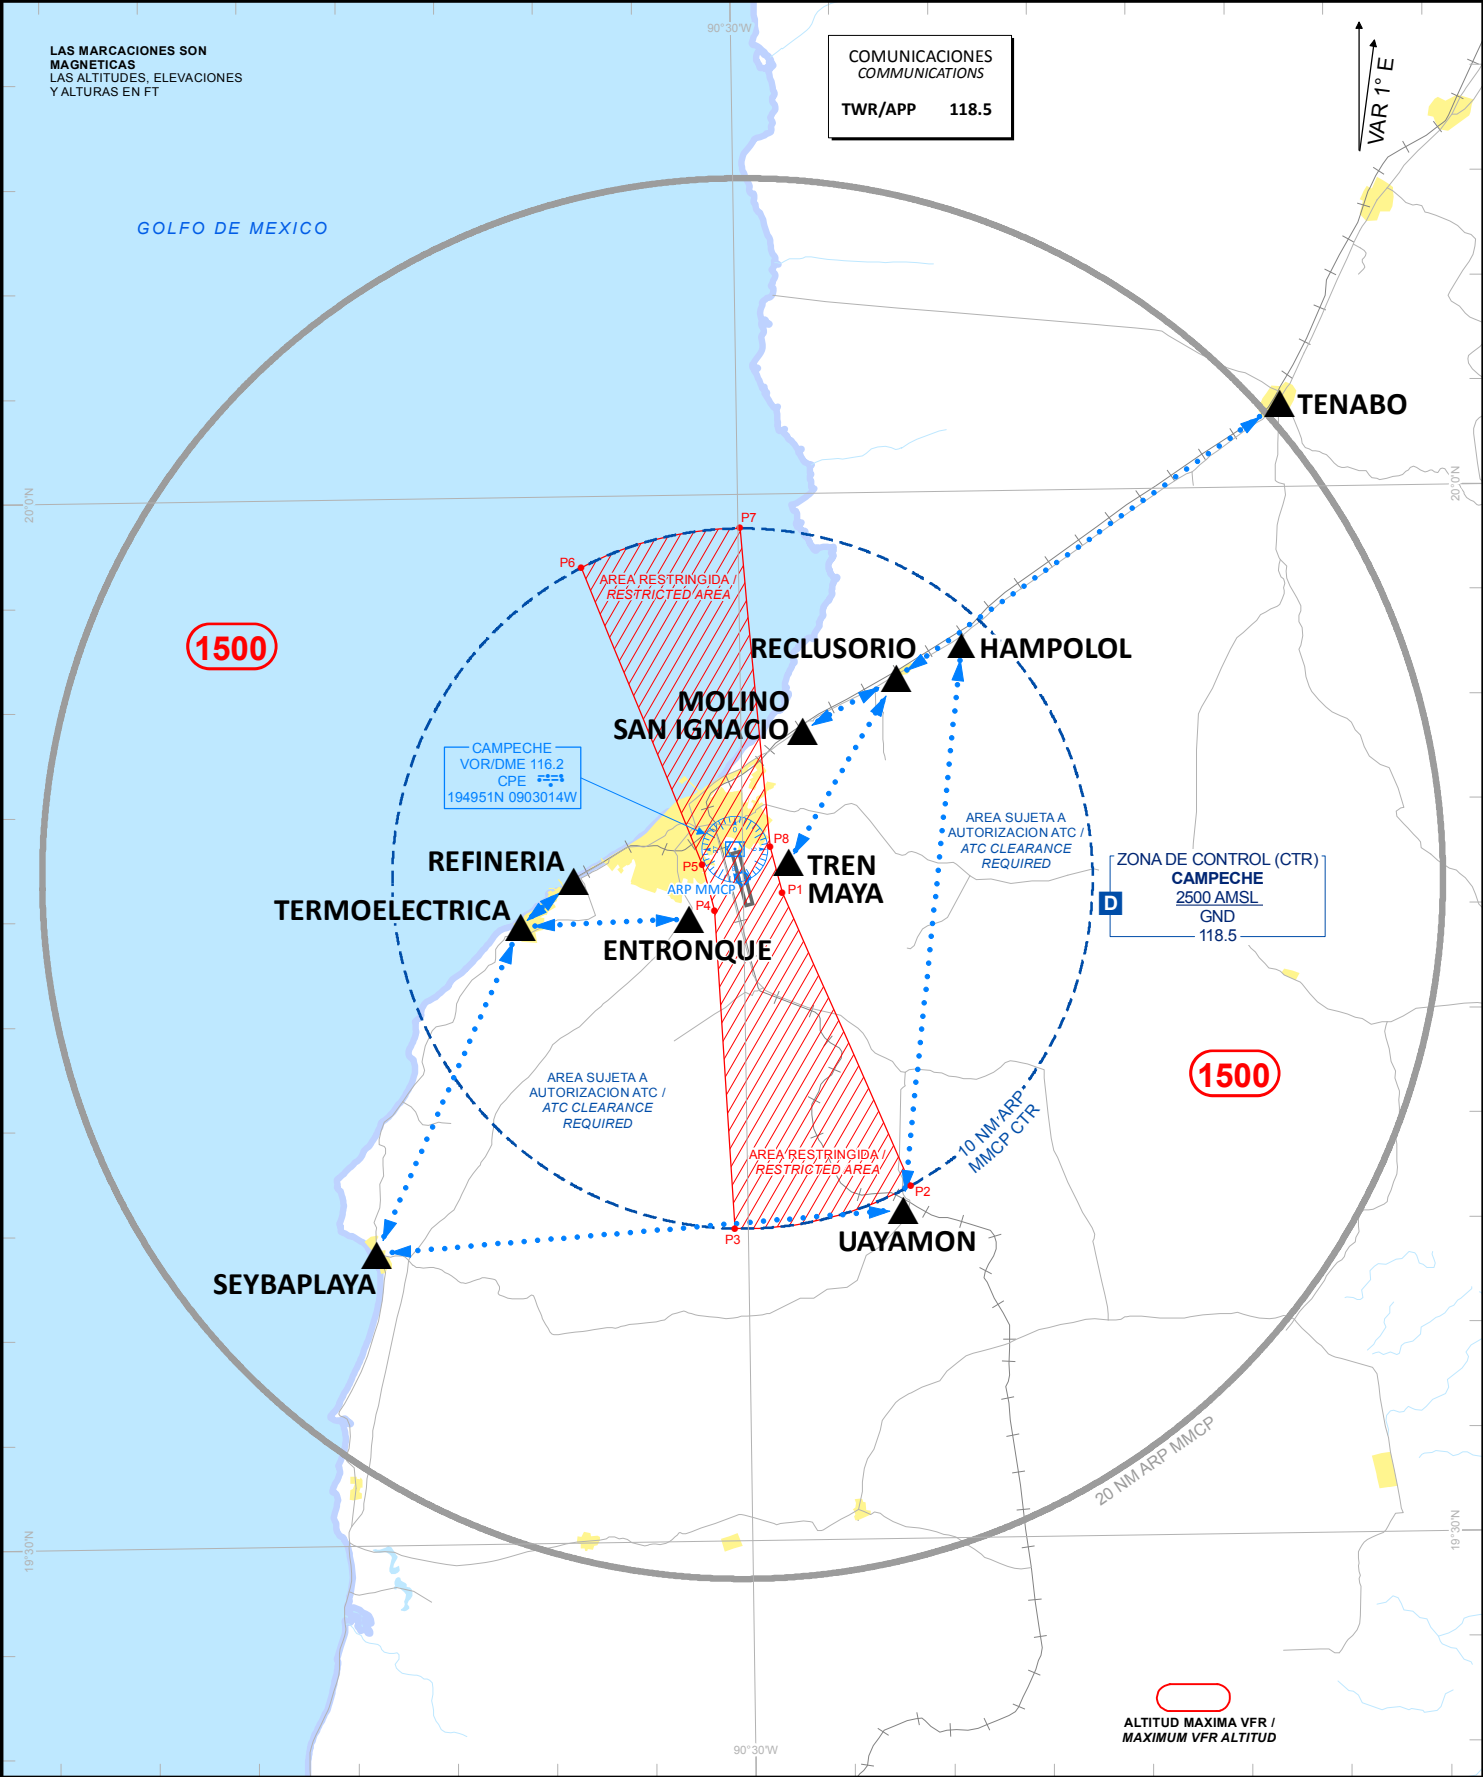 90°30'W
LAS MARCACIONES SON
MAGNETICAS
LAS ALTITUDES, ELEVACIONES
Y ALTURAS EN FT
COMUNICACIONES
COMMUNICATIONS
TWR/APP 118.5
VAR 1° E
GOLFO DE MEXICO
TENABO
20°0'N
20°0'N
P7
P6
AREA RESTRINGIDA /
RESTRICTED AREA
1500
RECLUSORIO
HAMPOLOL
MOLINO
SAN IGNACIO
CAMPECHE
VOR/DME 116.2
CPE
194951N 0903014W
AREA SUJETA A
AUTORIZACION ATC /
ATC CLEARANCE
REQUIRED
P8
REFINERIA
P5
TREN
MAYA
ZONA DE CONTROL (CTR)
CAMPECHE
2500 AMSL
GND
118.5
D
ARP MMCP
P1
P4
TERMOELECTRICA
ENTRONQUE
AREA SUJETA A
AUTORIZACION ATC /
ATC CLEARANCE
REQUIRED
1500
10 NM ARP
MMCP CTR
AREA RESTRINGIDA /
RESTRICTED AREA
P2
P3
UAYAMON
SEYBAPLAYA
20 NM ARP MMCP
19°30'N
19°30'N
90°30'W
ALTITUD MAXIMA VFR /
MAXIMUM VFR ALTITUD